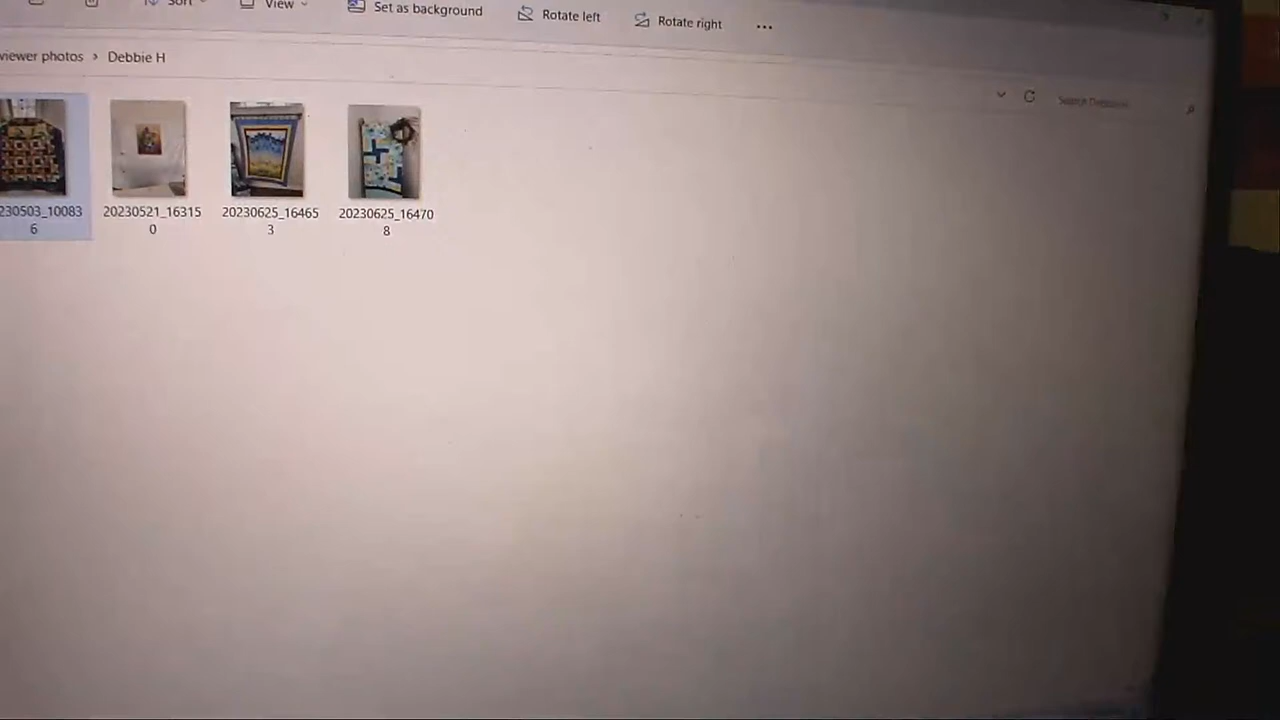 Sort
View
Set as background
Rotate left
Rotate right
...
viewer photos > Debbie H
Search
230503_10083
6
20230521_16315
0
20230625_16465
3
20230625_16470
8